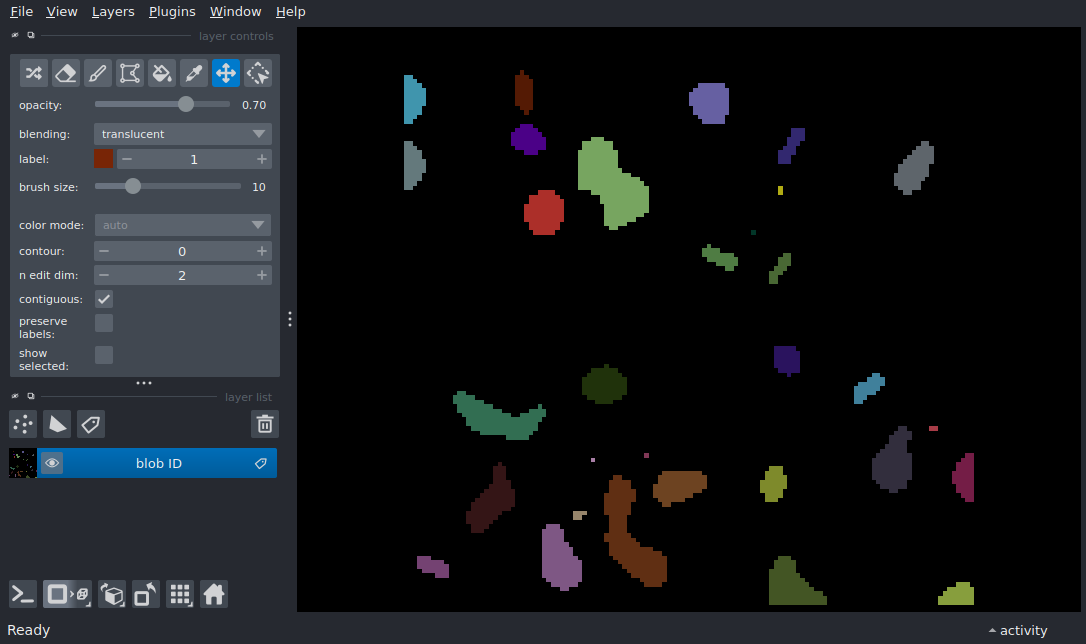 File View Layers Plugins Window Help
layer controls
opacity: 0.70
blending: translucent
label: 1
brush size: 10
color mode: auto
contour: 0
n edit dim: 2
contiguous:
preserve
labels:
show
selected:
layer list
blob ID
Ready
activity